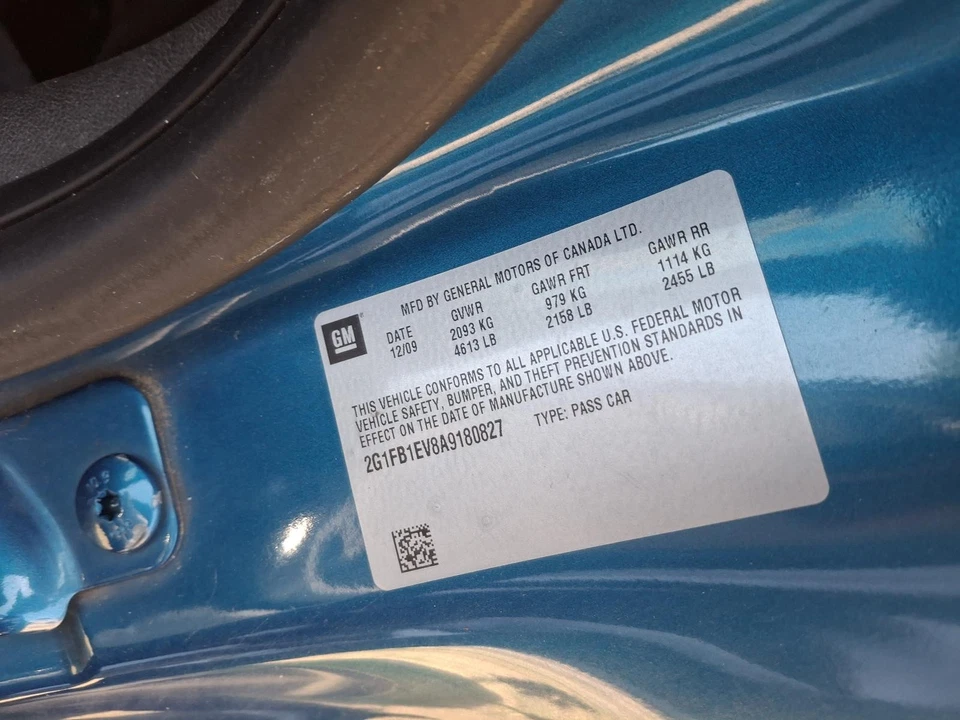 MFD BY GENERAL MOTORS OF CANADA LTD.
GM
DATE GVWR GAWR FRT GAWR RR
12/09 2093 KG 979 KG 1114 KG
4613 LB 2158 LB 2455 LB
THIS VEHICLE CONFORMS TO ALL APPLICABLE U.S. FEDERAL MOTOR
VEHICLE SAFETY, BUMPER, AND THEFT PREVENTION STANDARDS IN
EFFECT ON THE DATE OF MANUFACTURE SHOWN ABOVE.
2G1FB1EV8A9180827 TYPE: PASS CAR